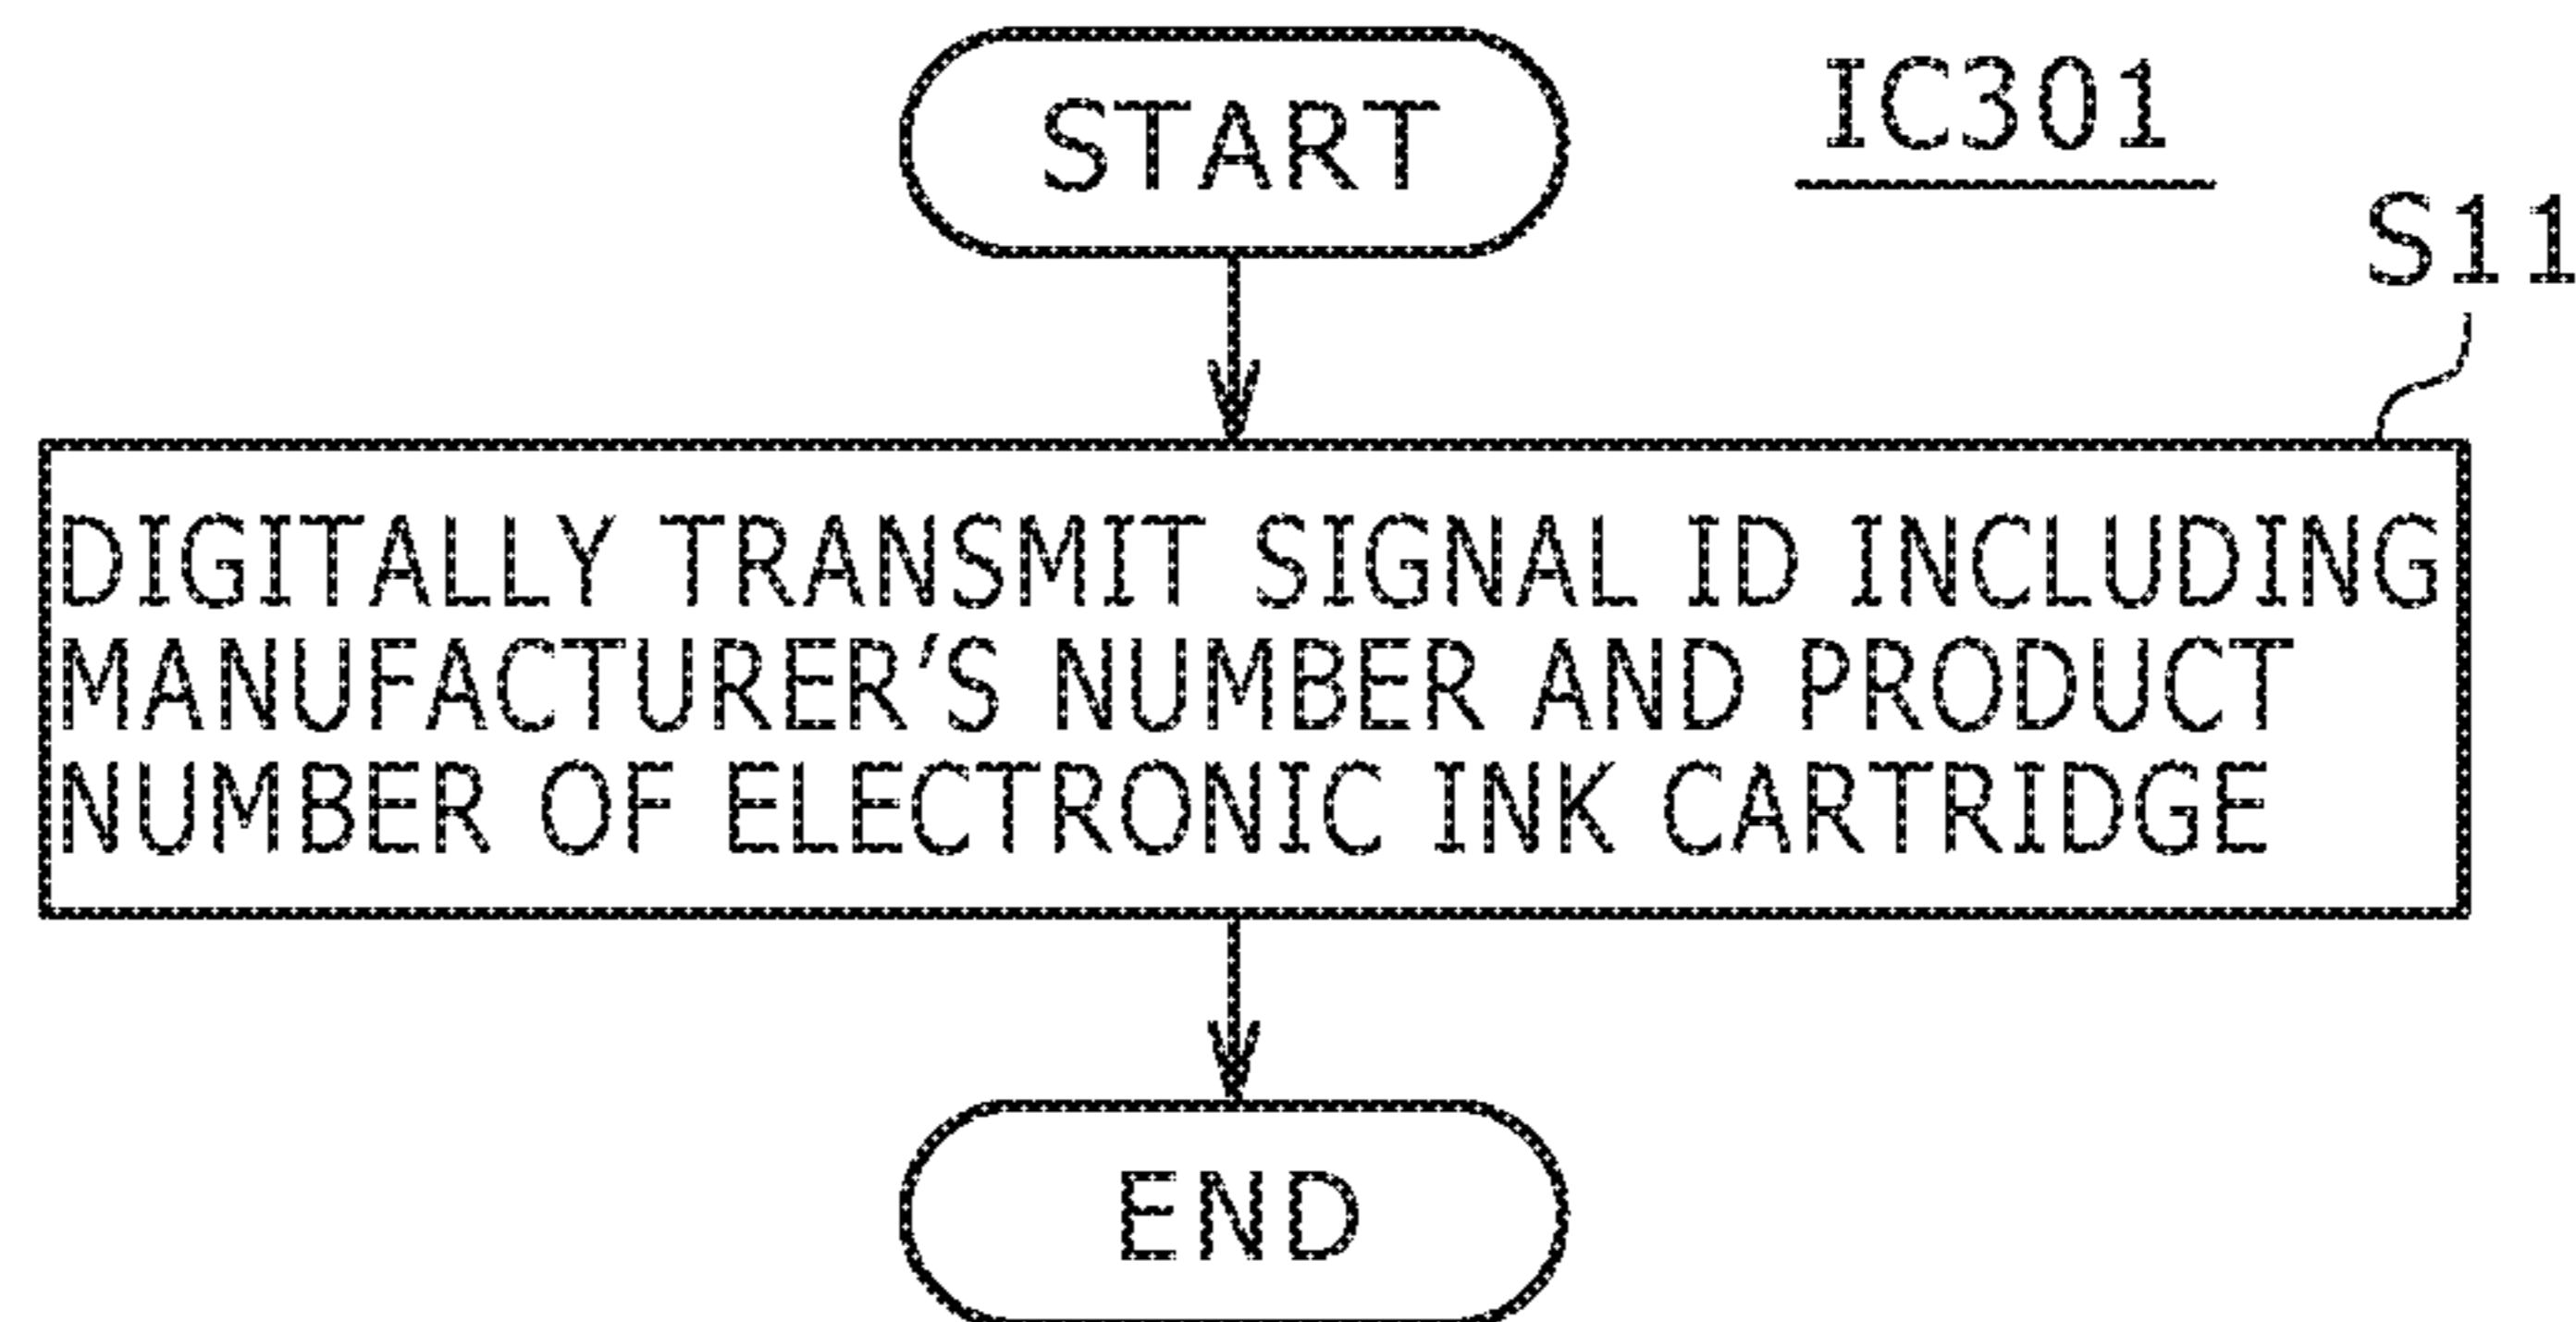 START
IC301
S11
DIGITALLY TRANSMIT SIGNAL ID INCLUDING
MANUFACTURER'S NUMBER AND PRODUCT
NUMBER OF ELECTRONIC INK CARTRIDGE
END